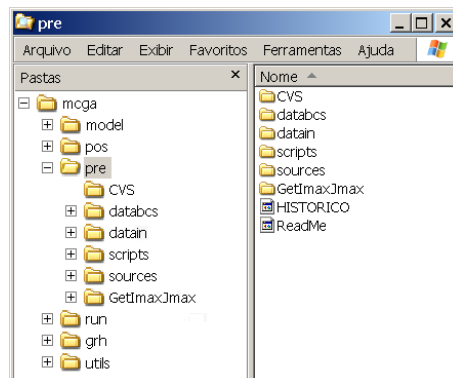 pre
Arquivo Editar Exibir Favoritos Ferramentas Ajuda
Pastas
mcga
model
pos
pre
CVS
databcs
datain
scripts
sources
GetImaxJmax
run
grh
utils
Nome
CVS
databcs
datain
scripts
sources
GetImaxJmax
HISTORICO
ReadMe